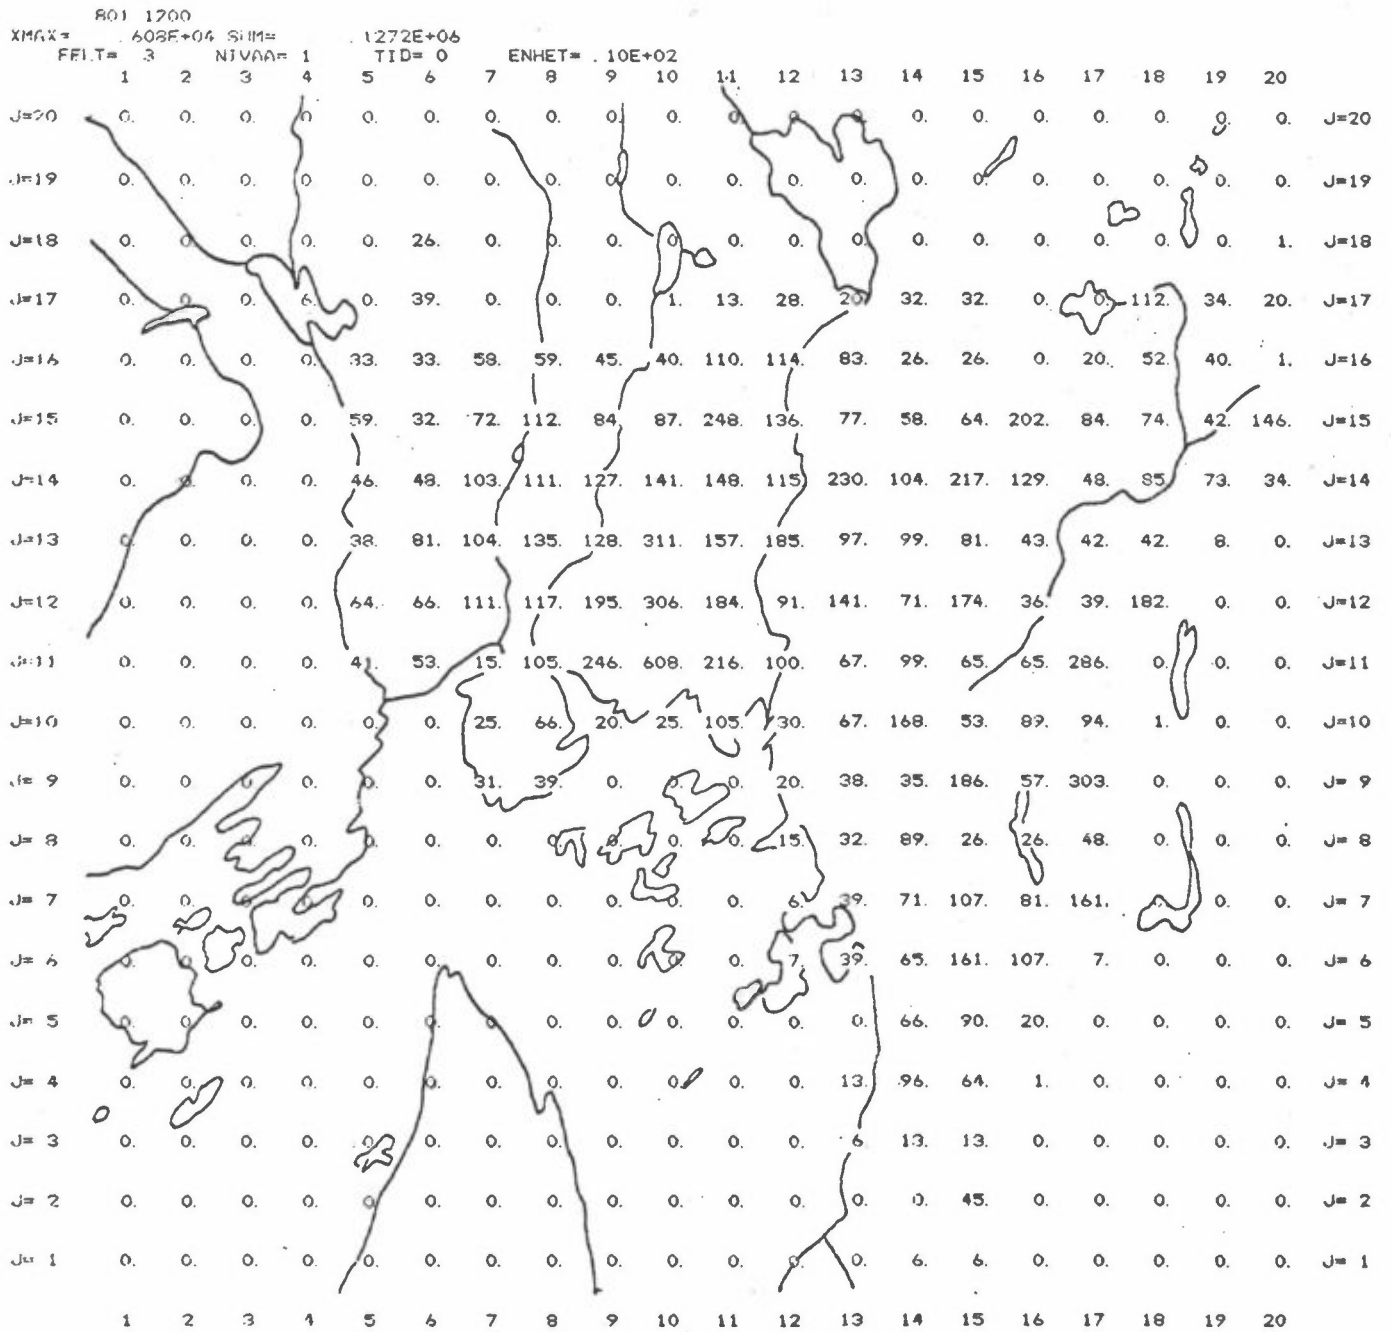 801 1200
XMAX= .608E+04 SUM= .1272E+06
FELT= 3 NIVAA= 1 TID= 0 ENHET= .10E+02
1 2 3 4 5 6 7 8 9 10 11 12 13 14 15 16 17 18 19 20
J=20 0. 0. 0. 0. 0. 0. 0. 0. 0. 0. 0. 0. 0. 0. 0. 0. 0. 0. 0. 0. J=20
J=19 0. 0. 0. 0. 0. 0. 0. 0. 0. 0. 0. 0. 0. 0. 0. 0. 0. 0. 0. 0. J=19
J=18 0. 0. 0. 0. 0. 26. 0. 0. 0. 0. 0. 0. 0. 0. 0. 0. 0. 0. 0. 1. J=18
J=17 0. 0. 0. 6. 0. 39. 0. 0. 0. 1. 13. 28. 20. 32. 32. 0. 0. 112. 34. 20. J=17
J=16 0. 0. 0. 0. 33. 33. 58. 59. 45. 40. 110. 114. 83. 26. 26. 0. 20. 52. 40. 1. J=16
J=15 0. 0. 0. 0. 59. 32. 72. 112. 84. 87. 248. 136. 77. 58. 64. 202. 84. 74. 42. 146. J=15
J=14 0. 0. 0. 0. 46. 48. 103. 111. 127. 141. 148. 115. 230. 104. 217. 129. 48. 85. 73. 34. J=14
J=13 0. 0. 0. 0. 38. 81. 104. 135. 128. 311. 157. 185. 97. 99. 81. 43. 42. 42. 8. 0. J=13
J=12 0. 0. 0. 0. 64. 66. 111. 117. 195. 306. 184. 91. 141. 71. 174. 36. 39. 182. 0. 0. J=12
J=11 0. 0. 0. 0. 41. 53. 15. 105. 246. 608. 216. 100. 67. 99. 65. 65. 286. 0. 0. 0. J=11
J=10 0. 0. 0. 0. 0. 0. 25. 66. 20. 25. 105. 30. 67. 168. 53. 89. 94. 1. 0. 0. J=10
J= 9 0. 0. 0. 0. 0. 0. 31. 39. 0. 0. 0. 20. 38. 35. 186. 57. 303. 0. 0. 0. J= 9
J= 8 0. 0. 0. 0. 0. 0. 0. 0. 0. 0. 0. 15. 32. 89. 26. 26. 48. 0. 0. 0. J= 8
J= 7 0. 0. 0. 0. 0. 0. 0. 0. 0. 0. 0. 6. 39. 71. 107. 81. 161. 0. 0. 0. J= 7
J= 6 0. 0. 0. 0. 0. 0. 0. 0. 0. 0. 0. 7. 39. 65. 161. 107. 7. 0. 0. 0. J= 6
J= 5 0. 0. 0. 0. 0. 0. 0. 0. 0. 0. 0. 0. 0. 66. 90. 20. 0. 0. 0. 0. J= 5
J= 4 0. 0. 0. 0. 0. 0. 0. 0. 0. 0. 0. 0. 13. 96. 64. 1. 0. 0. 0. 0. J= 4
J= 3 0. 0. 0. 0. 0. 0. 0. 0. 0. 0. 0. 0. 6 13. 13. 0. 0. 0. 0. 0. J= 3
J= 2 0. 0. 0. 0. 0. 0. 0. 0. 0. 0. 0. 0. 0. 0. 45. 0. 0. 0. 0. 0. J= 2
J= 1 0. 0. 0. 0. 0. 0. 0. 0. 0. 0. 0. 0. 0. 6. 6. 0. 0. 0. 0. 0. J= 1
1 2 3 4 5 6 7 8 9 10 11 12 13 14 15 16 17 18 19 20